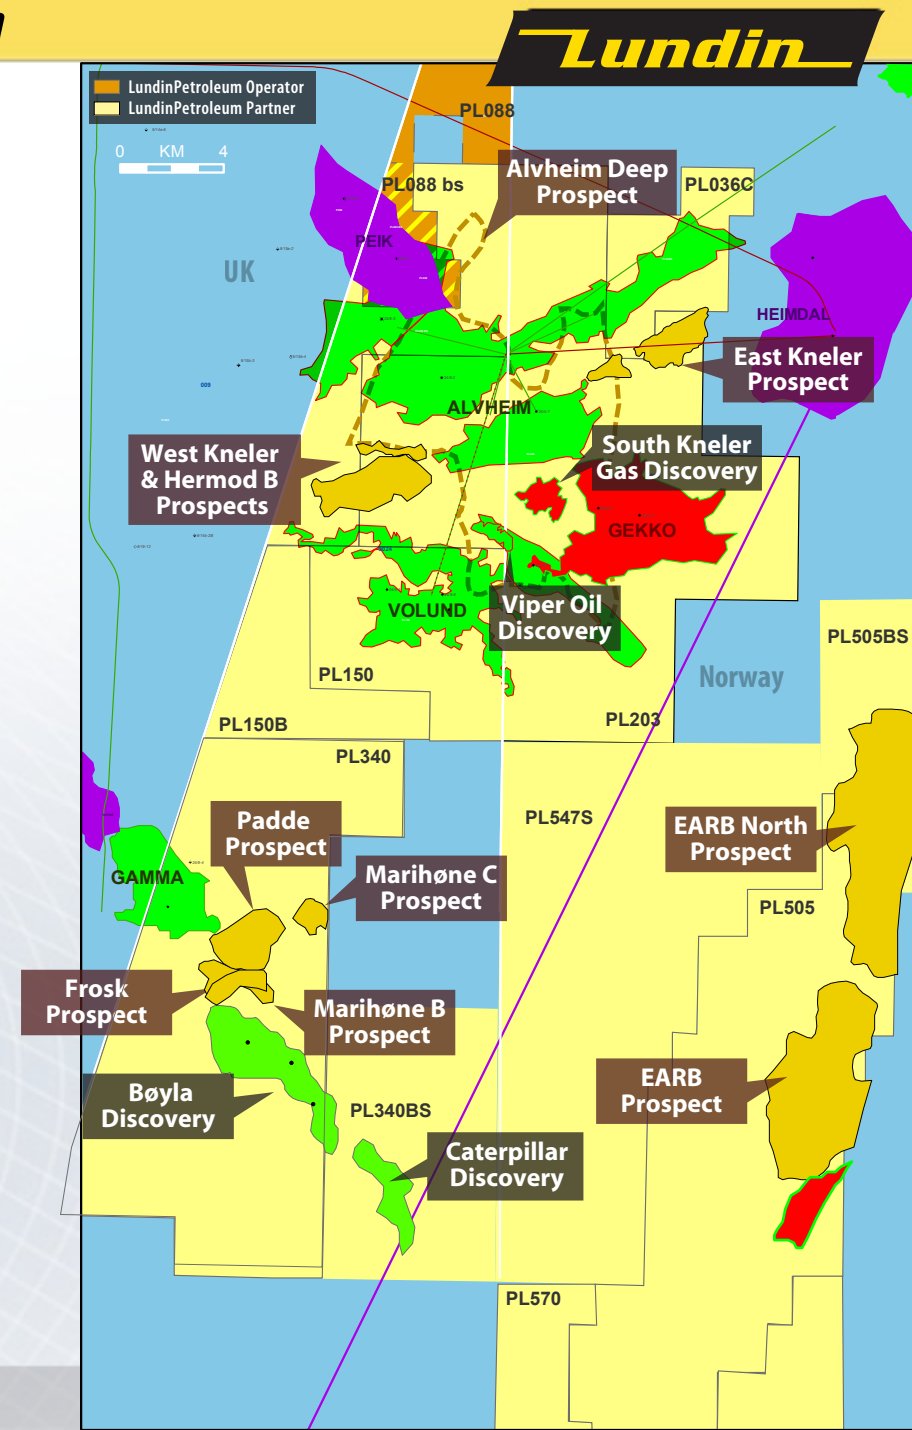 Lundin
LundinPetroleum Operator
LundinPetroleum Partner
0 KM 4
PL088
PL088 bs
Alvheim Deep
Prospect
PL036C
PEIK
UK
HEIMDAL
East Kneler
Prospect
ALVHEIM
West Kneler
& Hermod B
Prospects
South Kneler
Gas Discovery
GEKKO
VOLUND
Viper Oil
Discovery
PL505BS
PL150
Norway
PL150B
PL203
PL340
PL547S
Padde
Prospect
EARB North
Prospect
GAMMA
Marihøne C
Prospect
PL505
Frosk
Prospect
Marihøne B
Prospect
EARB
Prospect
Bøyla
Discovery
PL340BS
Caterpillar
Discovery
PL570